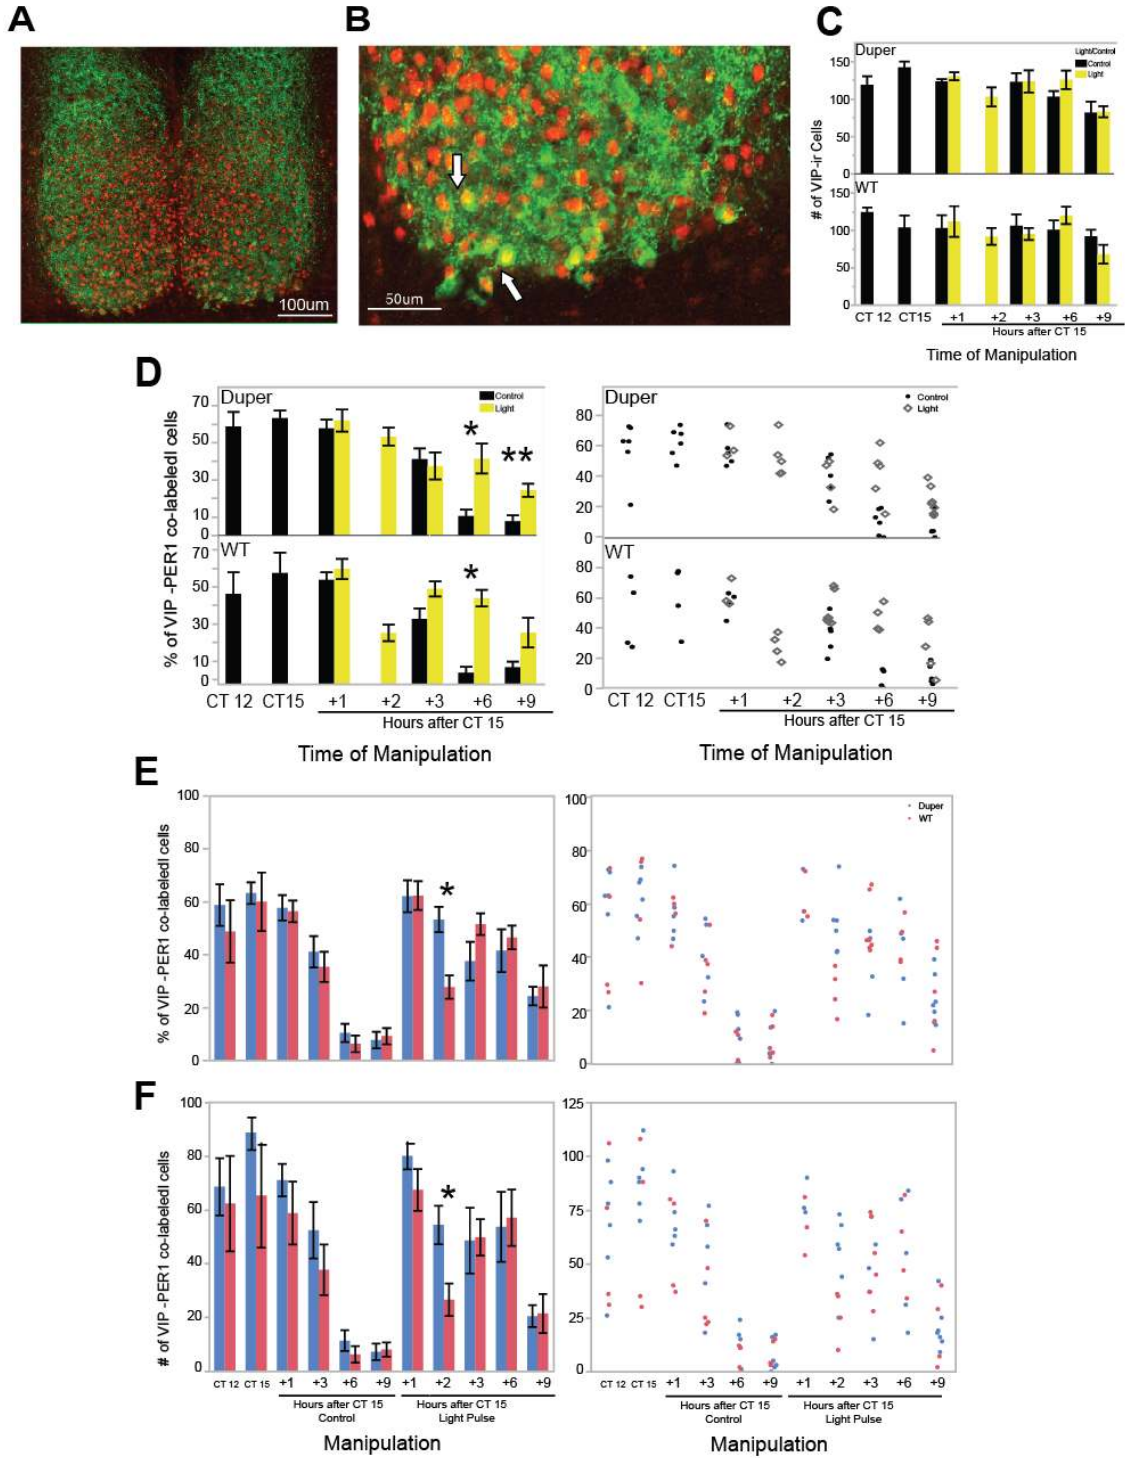 A
B
C
100um
50um
Duper
Light/Control
Control
Light
150
100
50
0
WT
150
100
50
0
# of VIP-ir Cells
CT 12 CT15 +1 +2 +3 +6 +9
Hours after CT 15
Time of Manipulation
D
Duper
Control
Light
70
50
30
10
0
* **
WT
70
50
30
10
0
*
% of VIP -PER1 co-labeledl cells
CT 12 CT15 +1 +2 +3 +6 +9
Hours after CT 15
Time of Manipulation
Duper
Control
Light
80
60
40
20
0
WT
80
60
40
20
0
CT 12 CT15 +1 +2 +3 +6 +9
Hours after CT 15
Time of Manipulation
E
100
80
60
40
20
0
*
% of VIP -PER1 co-labeledl cells
100
80
60
40
20
0
Duper
WT
F
100
80
60
40
20
0
*
# of VIP -PER1 co-labeledl cells
CT 12 CT 15 +1 +3 +6 +9 +1 +2 +3 +6 +9
Hours after CT 15
Control
Hours after CT 15
Light Pulse
Manipulation
125
100
75
50
25
0
CT 12 CT 15 +1 +3 +6 +9 +1 +2 +3 +6 +9
Hours after CT 15
Control
Hours after CT 15
Light Pulse
Manipulation